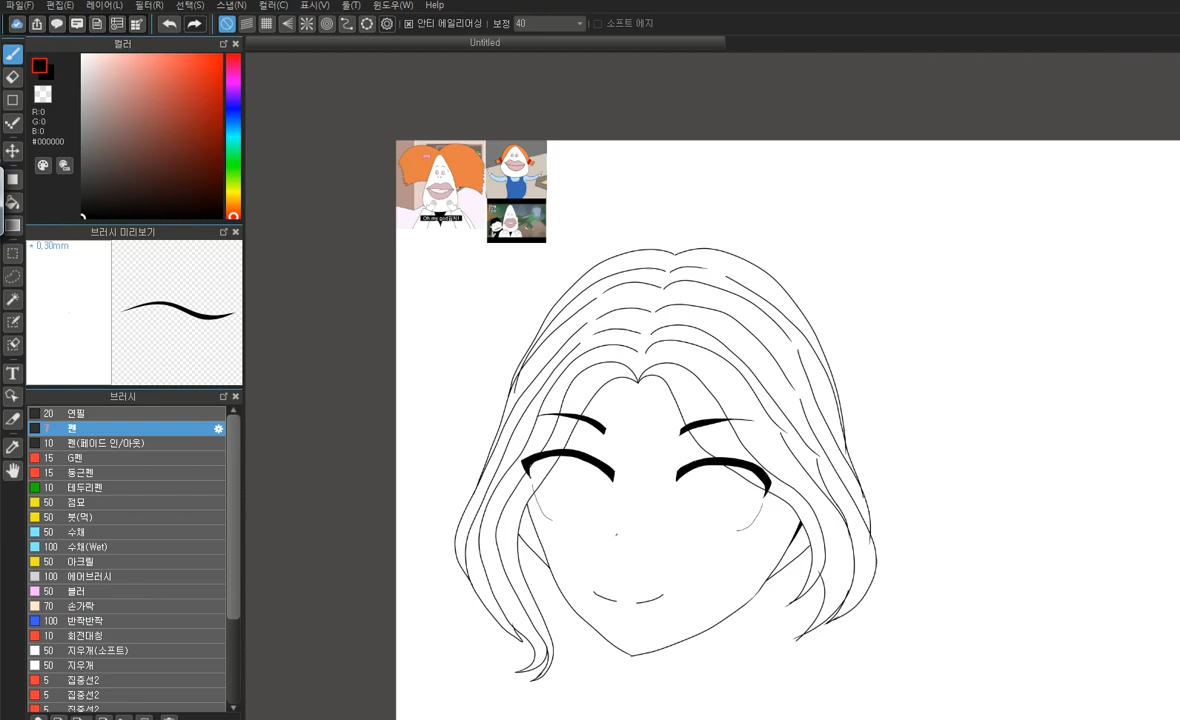 파일(F) 편집(E) 레이어(L) 필터(R) 선택(S) 스냅(N) 컬러(C) 표시(V) 툴(T) 윈도우(W) Help
안티 에일리어싱 보정 40 소프트 에지
컬러
Untitled
R:0
G:0
B:0
#000000
브러시 미리보기
* 0.30mm
브러시
20 연필
7 펜
10 펜(페이드 인/아웃)
15 G펜
15 둥근펜
10 테두리펜
50 점묘
50 붓(먹)
50 수채
100 수채(Wet)
50 아크릴
100 에어브러시
50 블러
70 손가락
100 반작반작
10 회전대칭
50 지우개(소프트)
50 지우개
5 집중선2
5 집중선2
5 집중선2